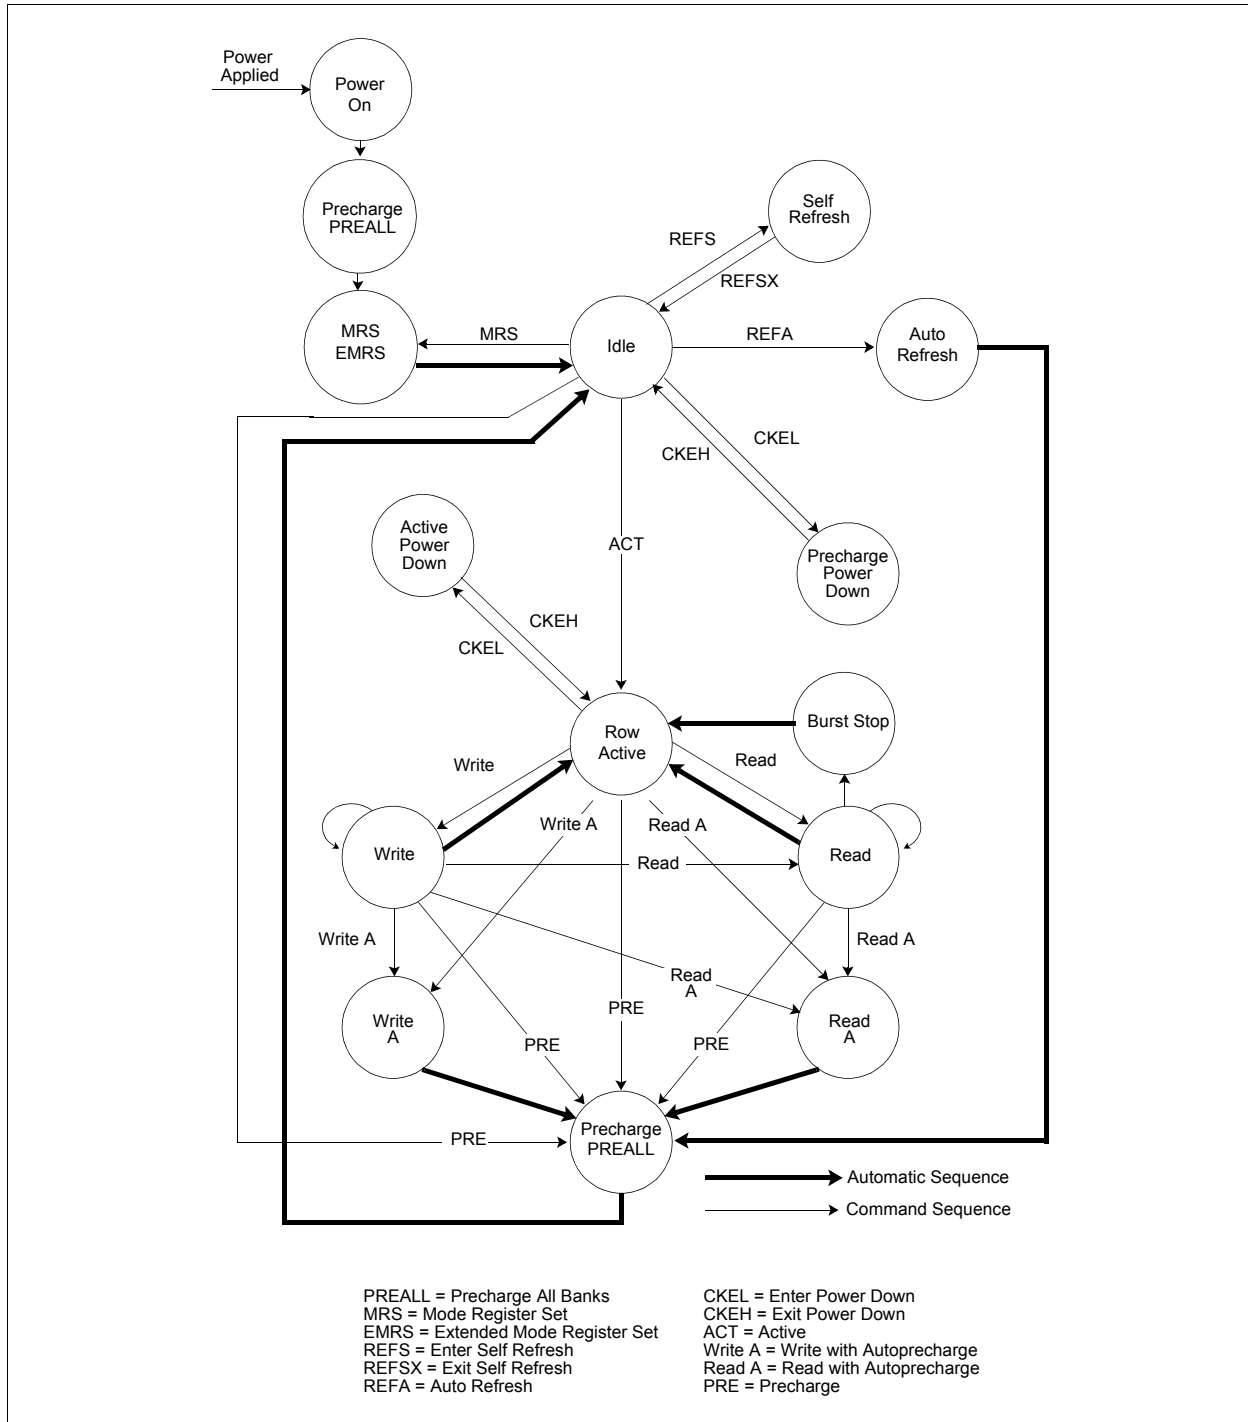 Power
Applied
Power
On
Precharge
PREALL
Self
Refresh
REFS
REFSX
MRS
EMRS
MRS
Idle
REFA
Auto
Refresh
CKEL
CKEH
Active
Power
Down
ACT
Precharge
Power
Down
CKEH
CKEL
Row
Active
Burst Stop
Write
Read
Write A
Read A
Write
Read
Read
Write A
Read A
Read
A
Write
A
PRE
Read
A
PRE
PRE
Precharge
PREALL
PRE
Automatic Sequence
Command Sequence
PREALL = Precharge All Banks
MRS = Mode Register Set
EMRS = Extended Mode Register Set
REFS = Enter Self Refresh
REFSX = Exit Self Refresh
REFA = Auto Refresh
CKEL = Enter Power Down
CKEH = Exit Power Down
ACT = Active
Write A = Write with Autoprecharge
Read A = Read with Autoprecharge
PRE = Precharge